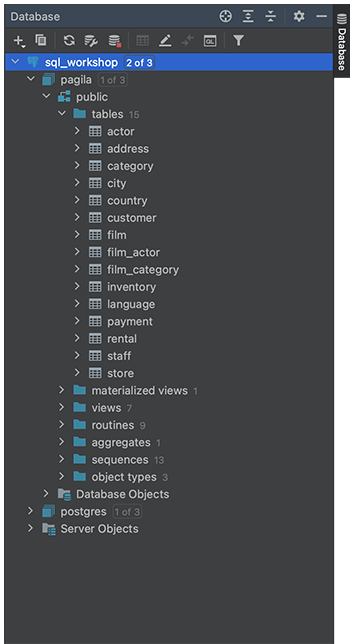 Database
Database
QL
sql_workshop 2 of 3
pagila 1 of 3
public
tables 15
actor
address
category
city
country
customer
film
film_actor
film_category
inventory
language
payment
rental
staff
store
materialized views 1
views 7
routines 9
aggregates 1
sequences 13
object types 3
Database Objects
postgres 1 of 3
Server Objects